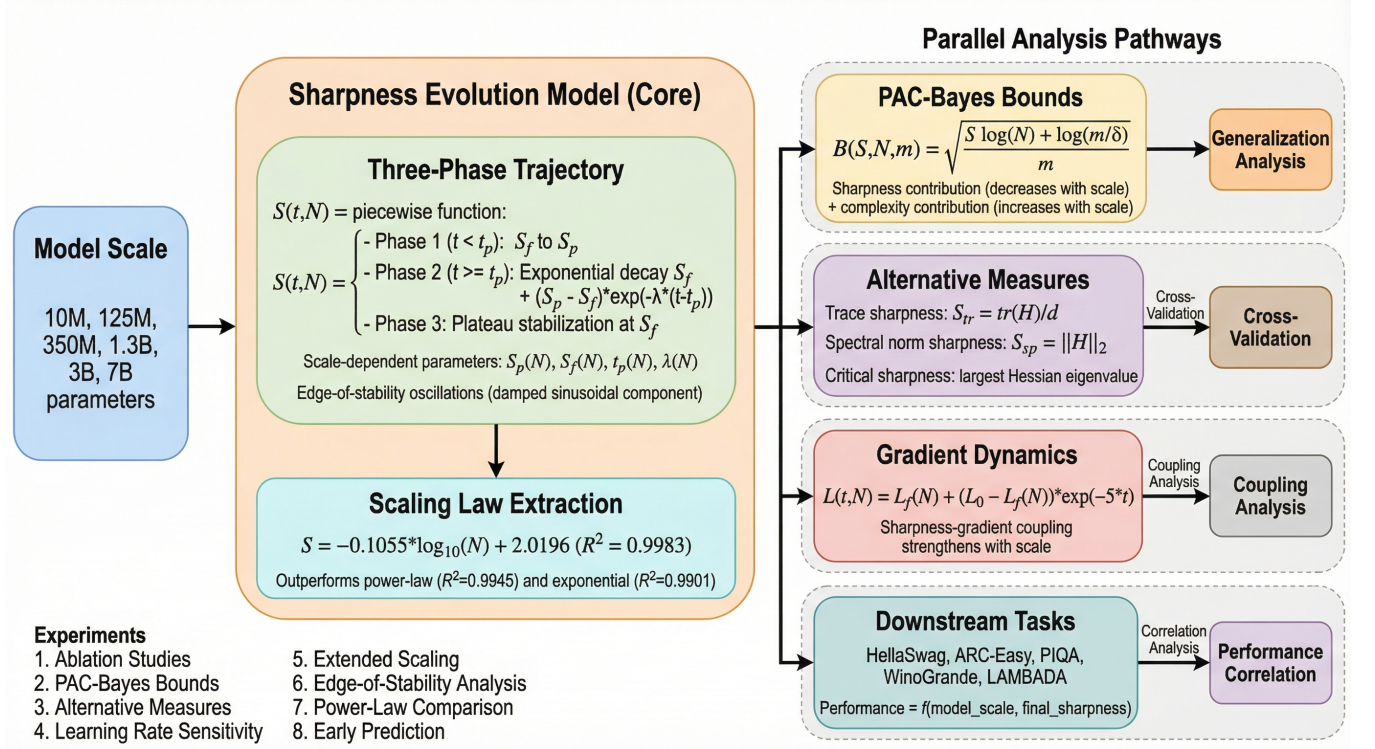 Model Scale
10M, 125M,
350M, 1.3B,
3B, 7B
parameters
Sharpness Evolution Model (Core)
Three-Phase Trajectory
S(t,N) = piecewise function:
S(t,N) = {
- Phase 1 (t < t_p): S_f to S_p
- Phase 2 (t >= t_p): Exponential decay S_f
+ (S_p - S_f)*exp(-λ*(t-t_p))
- Phase 3: Plateau stabilization at S_f
Scale-dependent parameters: S_p(N), S_f(N), t_p(N), λ(N)
Edge-of-stability oscillations (damped sinusoidal component)
Scaling Law Extraction
S = −0.1055*log₁₀(N) + 2.0196 (R² = 0.9983)
Outperforms power-law (R²=0.9945) and exponential (R²=0.9901)
Experiments
1. Ablation Studies
2. PAC-Bayes Bounds
3. Alternative Measures
4. Learning Rate Sensitivity
5. Extended Scaling
6. Edge-of-Stability Analysis
7. Power-Law Comparison
8. Early Prediction
Parallel Analysis Pathways
PAC-Bayes Bounds
B(S,N,m) = √((S log(N) + log(m/δ))/m)
Sharpness contribution (decreases with scale)
+ complexity contribution (increases with scale)
Generalization
Analysis
Alternative Measures
Trace sharpness: S_tr = tr(H)/d
Spectral norm sharpness: S_sp = ||H||₂
Critical sharpness: largest Hessian eigenvalue
Cross-
Validation
Cross-
Validation
Gradient Dynamics
L(t,N) = L_f(N) + (L₀ − L_f(N))*exp(−5*t)
Sharpness-gradient coupling
strengthens with scale
Coupling
Analysis
Coupling
Analysis
Downstream Tasks
HellaSwag, ARC-Easy, PIQA,
WinoGrande, LAMBADA
Performance = f(model_scale, final_sharpness)
Correlation
Analysis
Performance
Correlation